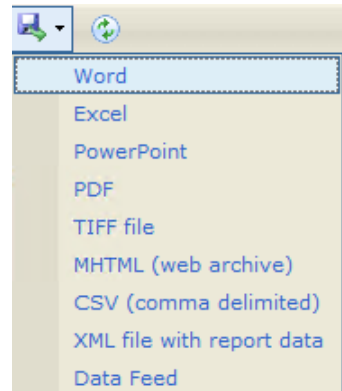 Word
Excel
PowerPoint
PDF
TIFF file
MHTML (web archive)
CSV (comma delimited)
XML file with report data
Data Feed